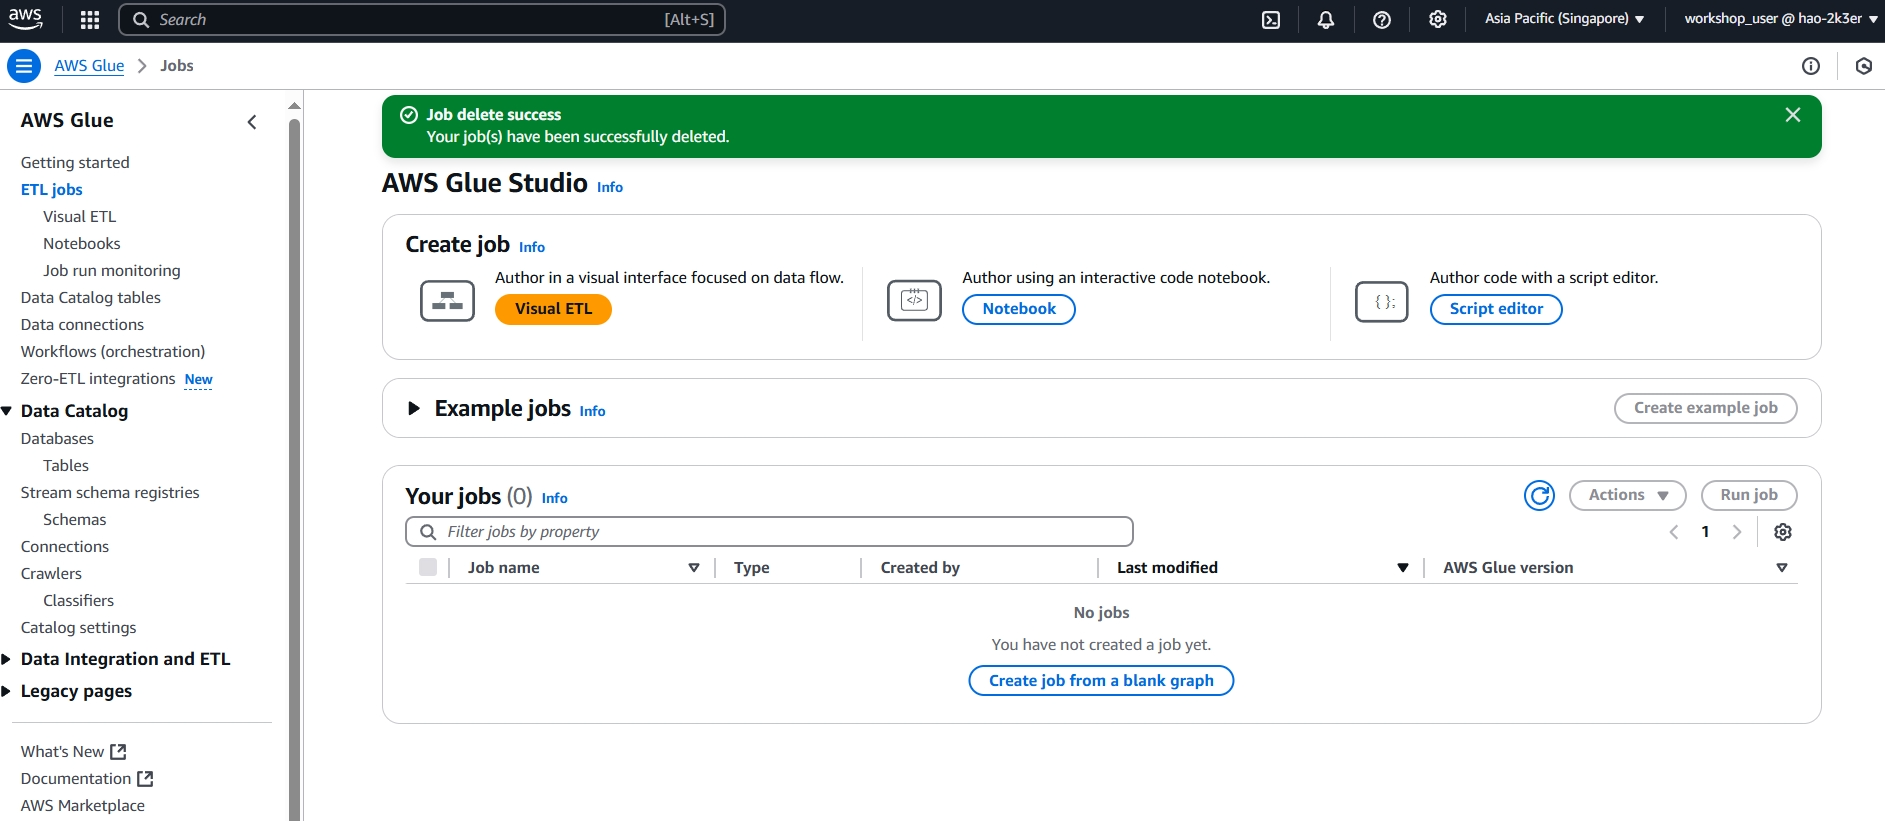 aws
Search [Alt+S]
Asia Pacific (Singapore)
workshop_user @ hao-2k3er
AWS Glue
Jobs
AWS Glue
Getting started
ETL jobs
Visual ETL
Notebooks
Job run monitoring
Data Catalog tables
Data connections
Workflows (orchestration)
Zero-ETL integrations New
Data Catalog
Databases
Tables
Stream schema registries
Schemas
Connections
Crawlers
Classifiers
Catalog settings
Data Integration and ETL
Legacy pages
What's New
Documentation
AWS Marketplace
Job delete success
Your job(s) have been successfully deleted.
AWS Glue Studio Info
Create job Info
Author in a visual interface focused on data flow.
Visual ETL
Author using an interactive code notebook.
Notebook
Author code with a script editor.
Script editor
Example jobs Info
Create example job
Your jobs (0) Info
Actions
Run job
Filter jobs by property
1
Job name Type Created by Last modified AWS Glue version
No jobs
You have not created a job yet.
Create job from a blank graph